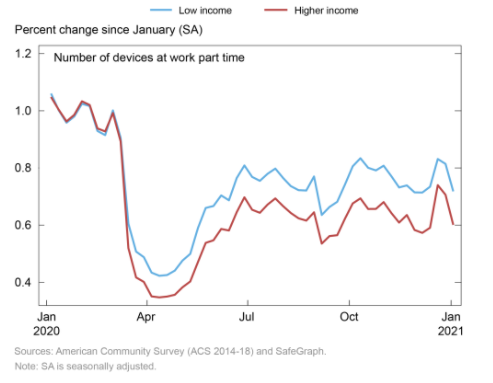 Low income Higher income
Percent change since January (SA)
Number of devices at work part time
1.2
1.0
0.8
0.6
0.4
Jan Apr Jul Oct Jan
2020 2021
Sources: American Community Survey (ACS 2014-18) and SafeGraph.
Note: SA is seasonally adjusted.